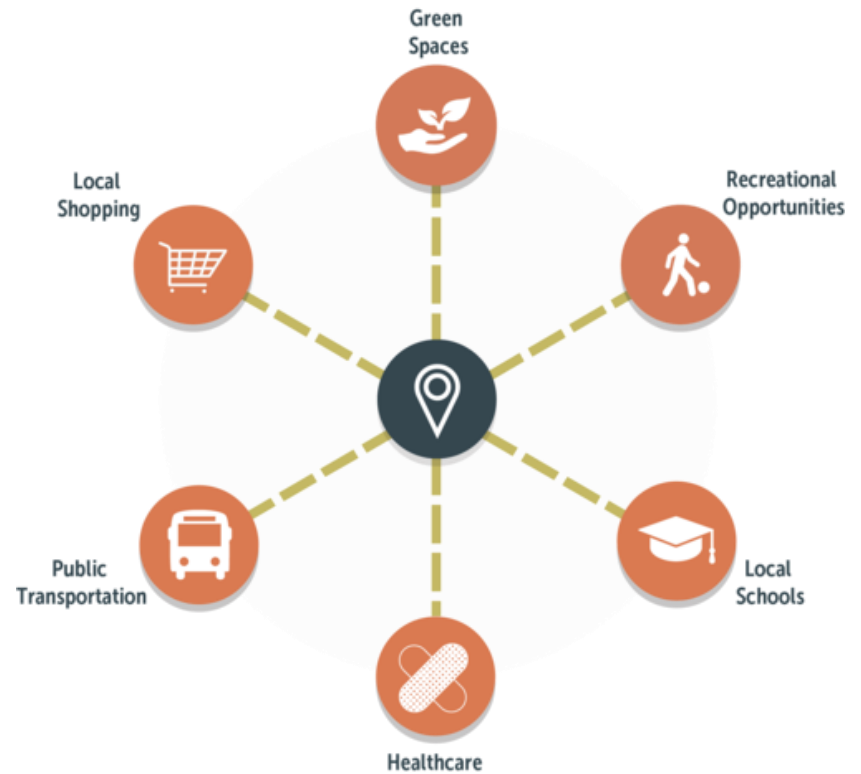 Green
Spaces
Local
Shopping
Recreational
Opportunities
Public
Transportation
Local
Schools
Healthcare